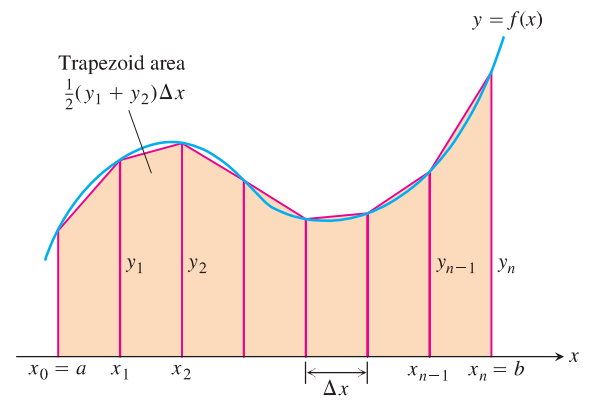 y = f(x)
Trapezoid area
½(y₁ + y₂)Δx
y₁
y₂
yₙ₋₁
yₙ
x₀ = a
x₁
x₂
xₙ₋₁
xₙ = b
x
Δx